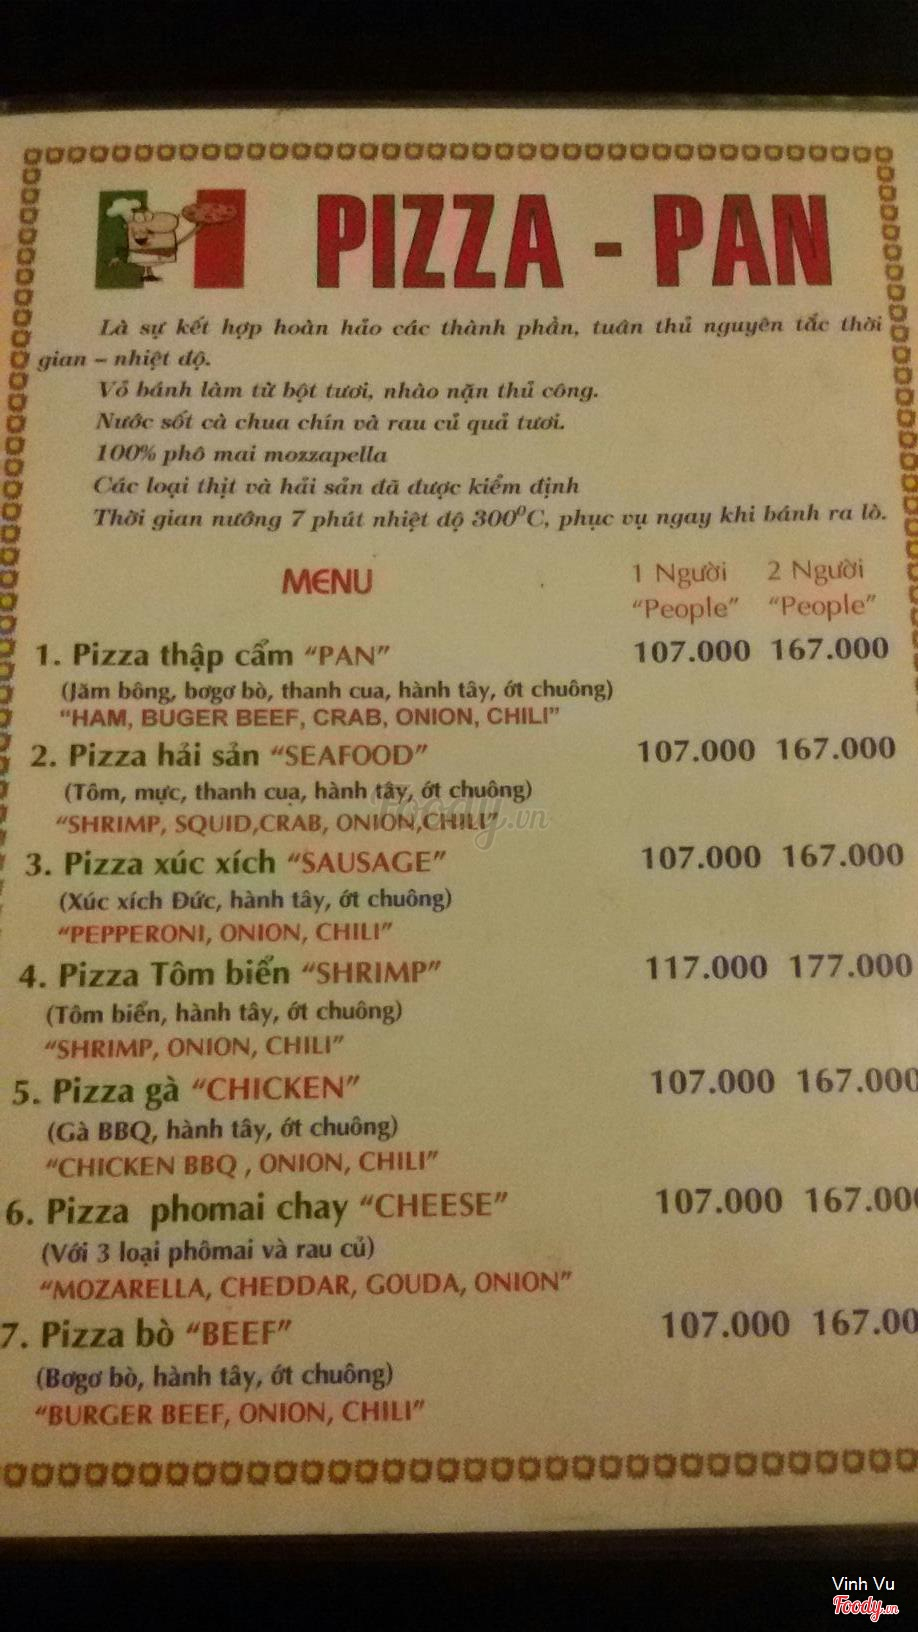 PIZZA - PAN
Là sự kết hợp hoàn hảo các thành phần, tuân thủ nguyên tắc thời
gian – nhiệt độ.
Vỏ bánh làm từ bột tươi, nhào nặn thủ công.
Nước sốt cà chua chín và rau củ quả tươi.
100% phô mai mozzapella
Các loại thịt và hải sản đã được kiểm định
Thời gian nướng 7 phút nhiệt độ 300⁰C, phục vụ ngay khi bánh ra lò.
MENU 1 Người 2 Người
"People" "People"
1. Pizza thập cẩm "PAN" 107.000 167.000
(Jăm bông, bơgơ bò, thanh cua, hành tây, ớt chuông)
"HAM, BUGER BEEF, CRAB, ONION, CHILI"
2. Pizza hải sản "SEAFOOD" 107.000 167.000
(Tôm, mực, thanh cua, hành tây, ớt chuông)
Foody.vn
"SHRIMP, SQUID,CRAB, ONION,CHILI"
3. Pizza xúc xích "SAUSAGE" 107.000 167.000
(Xúc xích Đức, hành tây, ớt chuông)
"PEPPERONI, ONION, CHILI"
4. Pizza Tôm biển "SHRIMP" 117.000 177.000
(Tôm biển, hành tây, ớt chuông)
"SHRIMP, ONION, CHILI"
5. Pizza gà "CHICKEN" 107.000 167.000
(Gà BBQ, hành tây, ớt chuông)
"CHICKEN BBQ , ONION, CHILI"
6. Pizza phomai chay "CHEESE" 107.000 167.000
(Với 3 loại phômai và rau củ)
"MOZARELLA, CHEDDAR, GOUDA, ONION"
7. Pizza bò "BEEF" 107.000 167.00
(Bơgơ bò, hành tây, ớt chuông)
"BURGER BEEF, ONION, CHILI"
Vinh Vu
Foody.vn